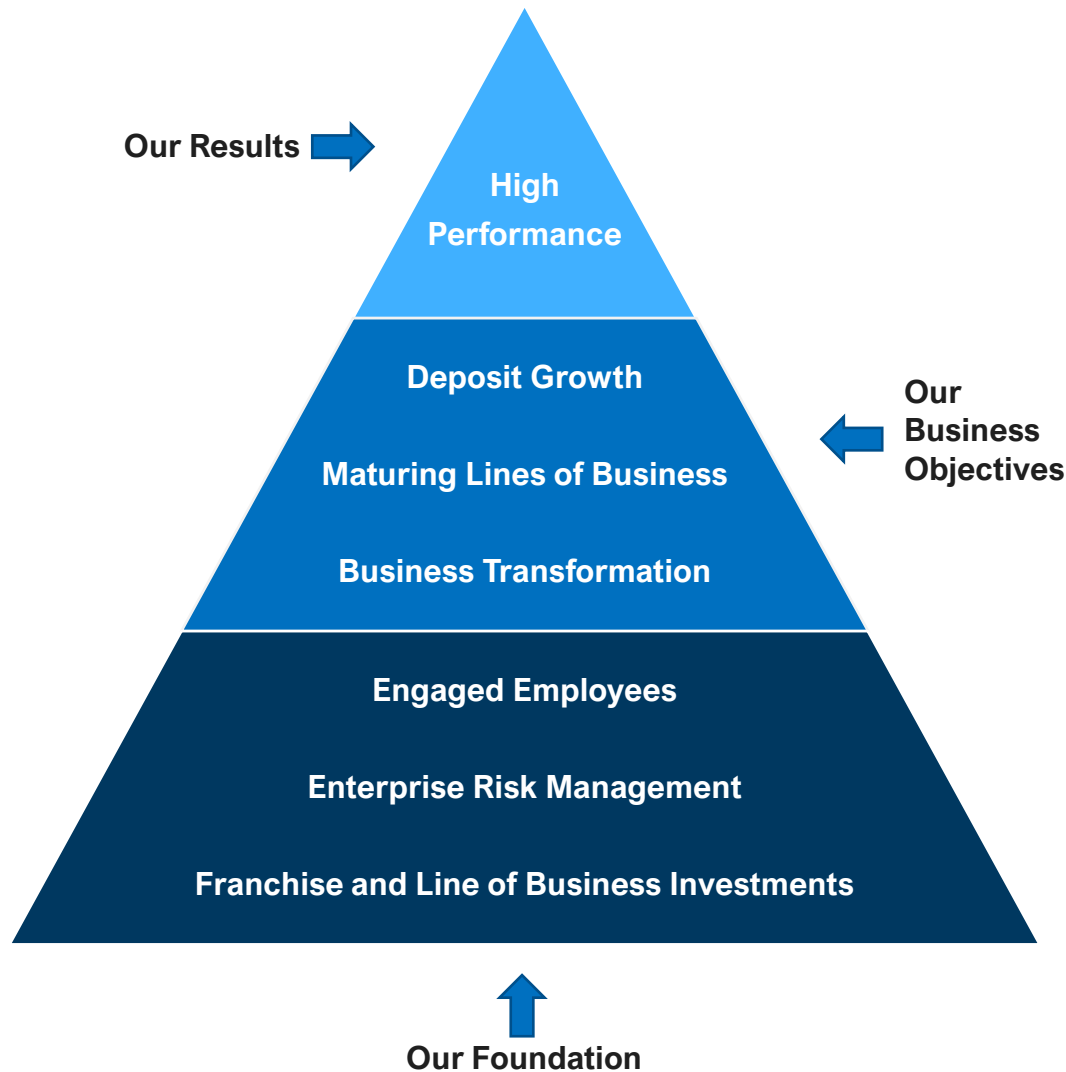 Our Results
High
Performance
Deposit Growth
Our
Business
Objectives
Maturing Lines of Business
Business Transformation
Engaged Employees
Enterprise Risk Management
Franchise and Line of Business Investments
Our Foundation